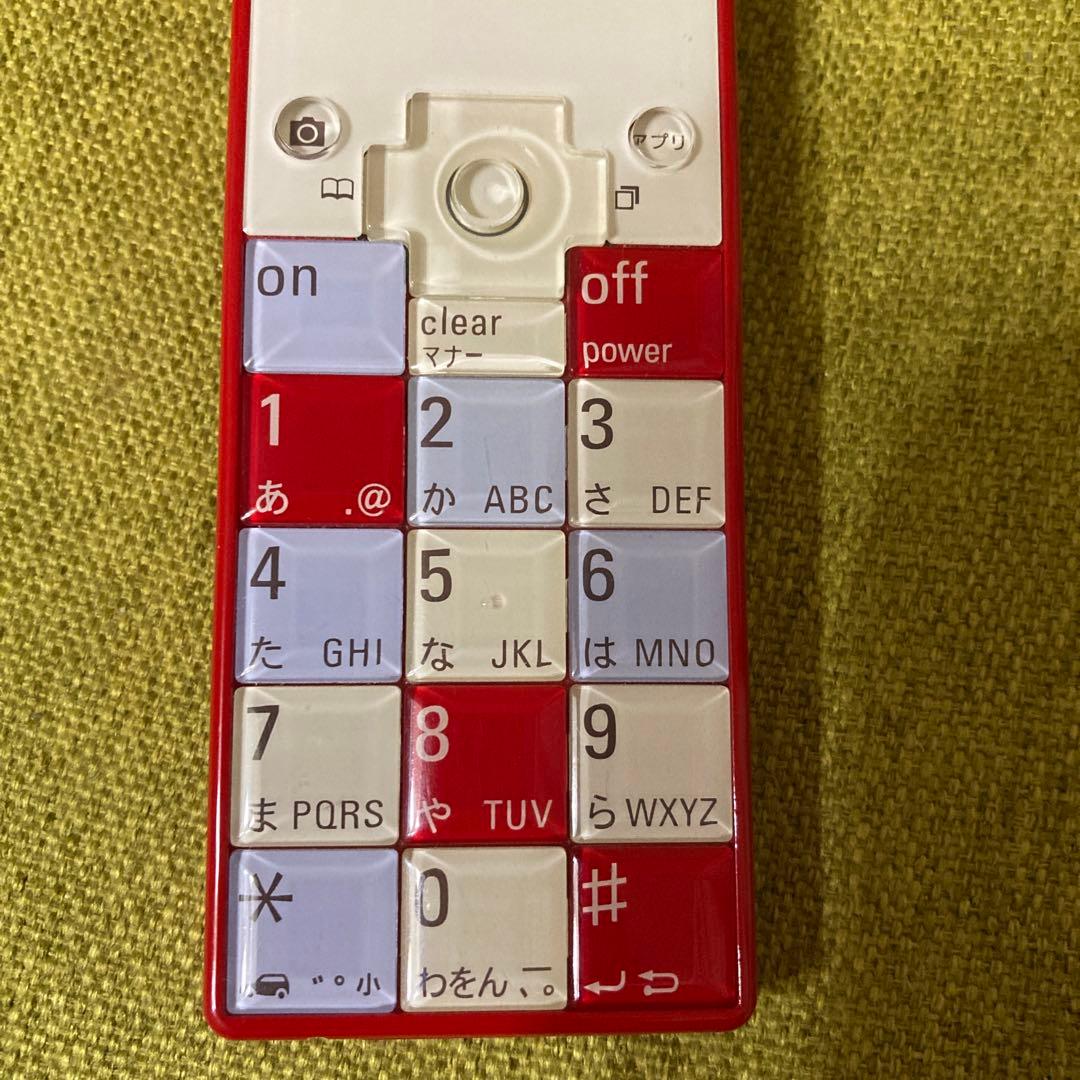 アプリ
on
off
power
clear
マナー
1
あ .@
2
か ABC
3
さ DEF
4
た GHI
5
な JKL
6
は MNO
7
ま PQRS
8
や TUV
9
ら WXYZ
*
゛゜小
0
わをん、ー。
#